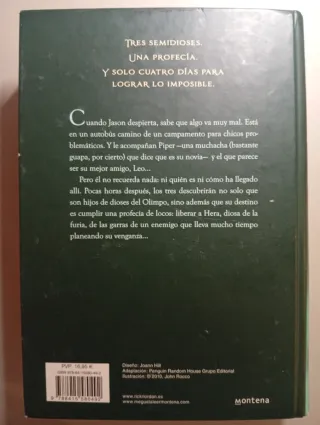 TRES SEMIDIOSES.
UNA PROFECÍA.
Y SOLO CUATRO DÍAS PARA
LOGRAR LO IMPOSIBLE.
Cuando Jason despierta, sabe que algo va muy mal. Está
en un autobús camino de un campamento para chicos pro-
blemáticos. Y le acompañan Piper —una muchacha (bastante
guapa, por cierto) que dice que es su novia— y el que parece
ser su mejor amigo, Leo...
Pero él no recuerda nada: ni quién es ni cómo ha llegado
allí. Pocas horas después, los tres descubrirán no solo que
son hijos de dioses del Olimpo, sino además que su destino
es cumplir una profecía de locos: liberar a Hera, diosa de la
furia, de las garras de un enemigo que lleva mucho tiempo
planeando su venganza...
Diseño: Joann Hill
Adaptación: Penguin Random House Grupo Editorial
Ilustración: ©2010, John Rocco
montena